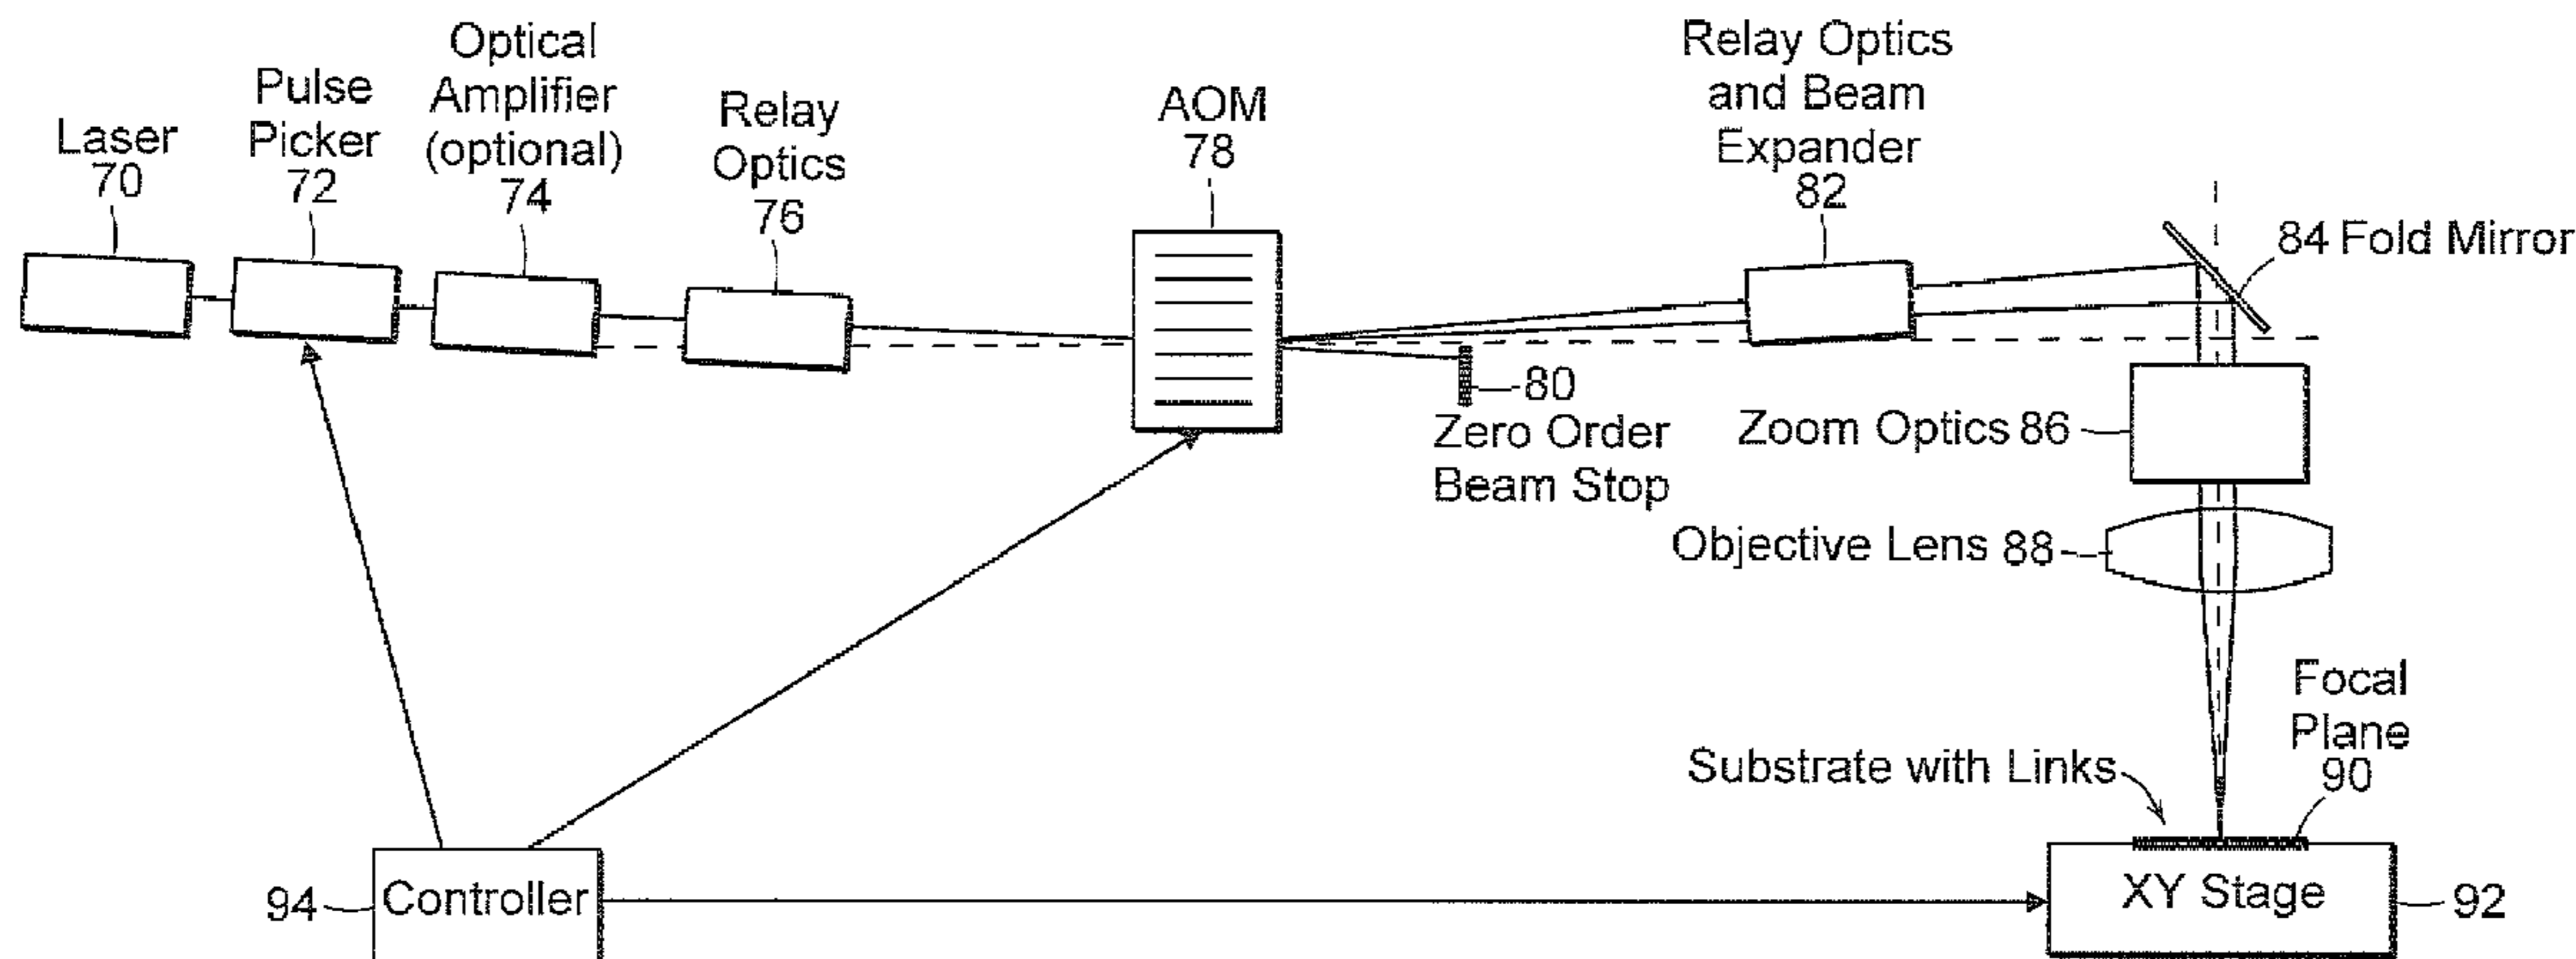 Laser
70
Pulse
Picker
72
Optical
Amplifier
(optional)
74
Relay
Optics
76
AOM
78
Relay Optics
and Beam
Expander
82
84 Fold Mirror
80
Zero Order
Beam Stop
Zoom Optics 86
Objective Lens 88
Focal
Plane
90
Substrate with Links
94
Controller
XY Stage
92